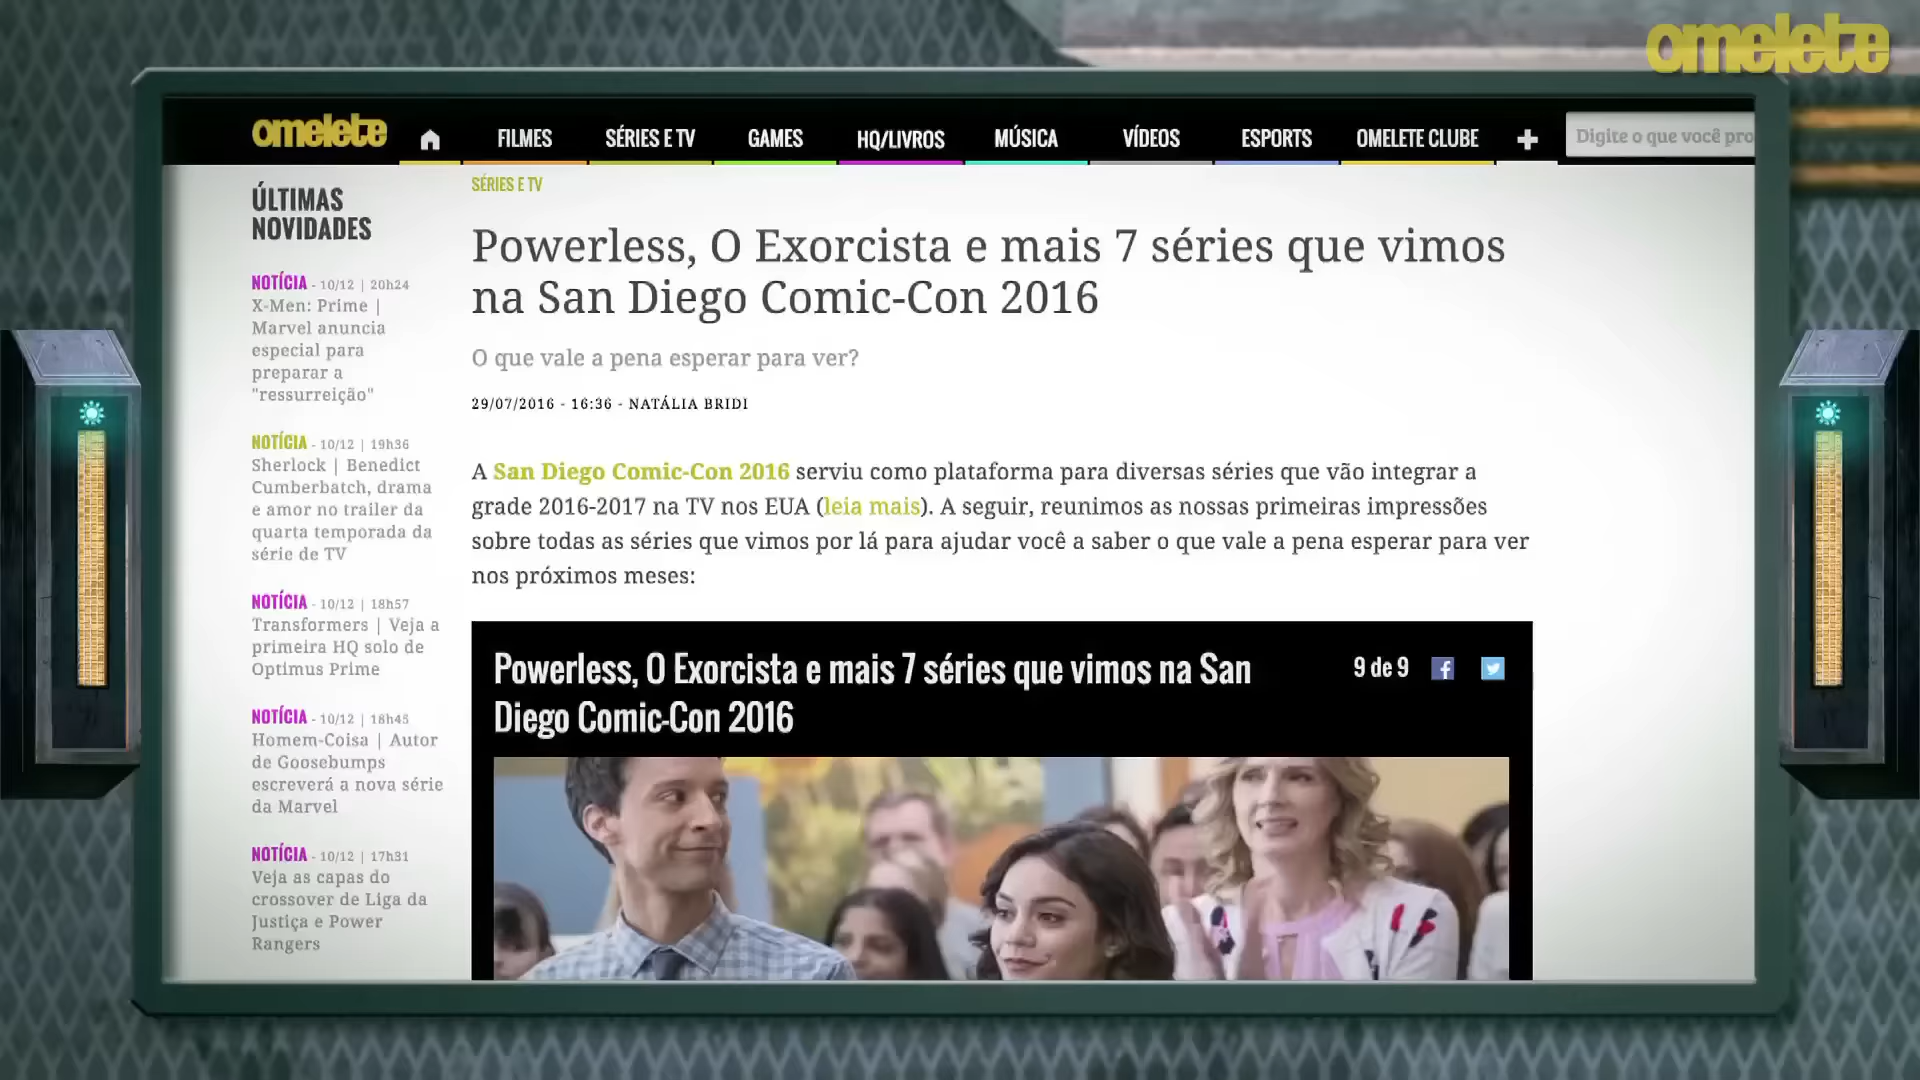 omelete
omelete
FILMES
SÉRIES E TV
GAMES
HQ/LIVROS
MÚSICA
VÍDEOS
ESPORTS
OMELETE CLUBE
Digite o que você pro
ÚLTIMAS
NOVIDADES
NOTÍCIA - 10/12 | 20h24
X-Men: Prime |
Marvel anuncia
especial para
preparar a
"ressurreição"
NOTÍCIA - 10/12 | 19h36
Sherlock | Benedict
Cumberbatch, drama
e amor no trailer da
quarta temporada da
série de TV
NOTÍCIA - 10/12 | 18h57
Transformers | Veja a
primeira HQ solo de
Optimus Prime
NOTÍCIA - 10/12 | 18h45
Homem-Coisa | Autor
de Goosebumps
escreverá a nova série
da Marvel
NOTÍCIA - 10/12 | 17h31
Veja as capas do
crossover de Liga da
Justiça e Power
Rangers
SÉRIES E TV
Powerless, O Exorcista e mais 7 séries que vimos
na San Diego Comic-Con 2016
O que vale a pena esperar para ver?
29/07/2016 - 16:36 - NATÁLIA BRIDI
A San Diego Comic-Con 2016 serviu como plataforma para diversas séries que vão integrar a
grade 2016-2017 na TV nos EUA (leia mais). A seguir, reunimos as nossas primeiras impressões
sobre todas as séries que vimos por lá para ajudar você a saber o que vale a pena esperar para ver
nos próximos meses:
Powerless, O Exorcista e mais 7 séries que vimos na San
Diego Comic-Con 2016
9 de 9